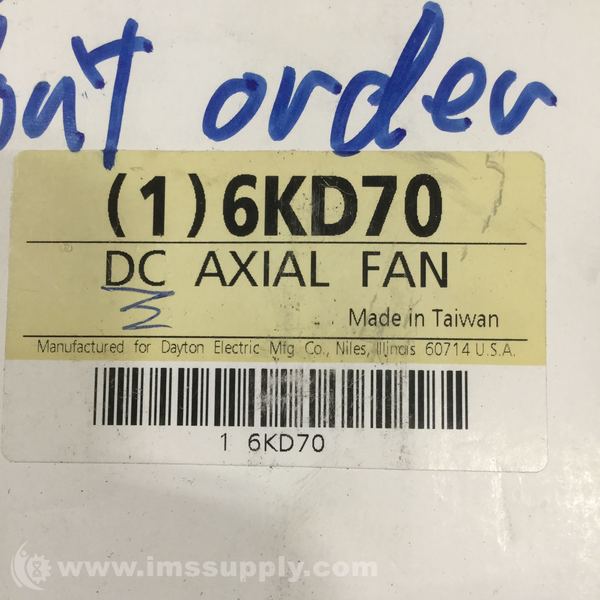 order
(1)6KD70
DC AXIAL FAN
Made in Taiwan
Manufactured for Dayton Electric Mfg Co., Niles, Illinois 60714 U.S.A.
1 6KD70
www.imssupply.com